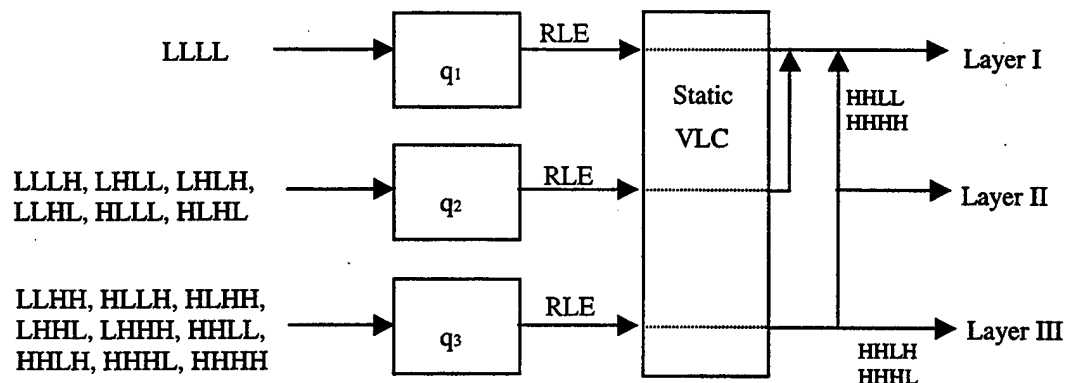 LLLL
q1
RLE
Static
VLC
Layer I
HHLL
HHHH
LLLH, LHLL, LHLH,
LLHL, HLLL, HLHL
q2
RLE
Layer II
LLHH, HLLH, HLHH,
LHHL, LHHH, HHLL,
HHLH, HHHL, HHHH
q3
RLE
Layer III
HHLH
HHHL